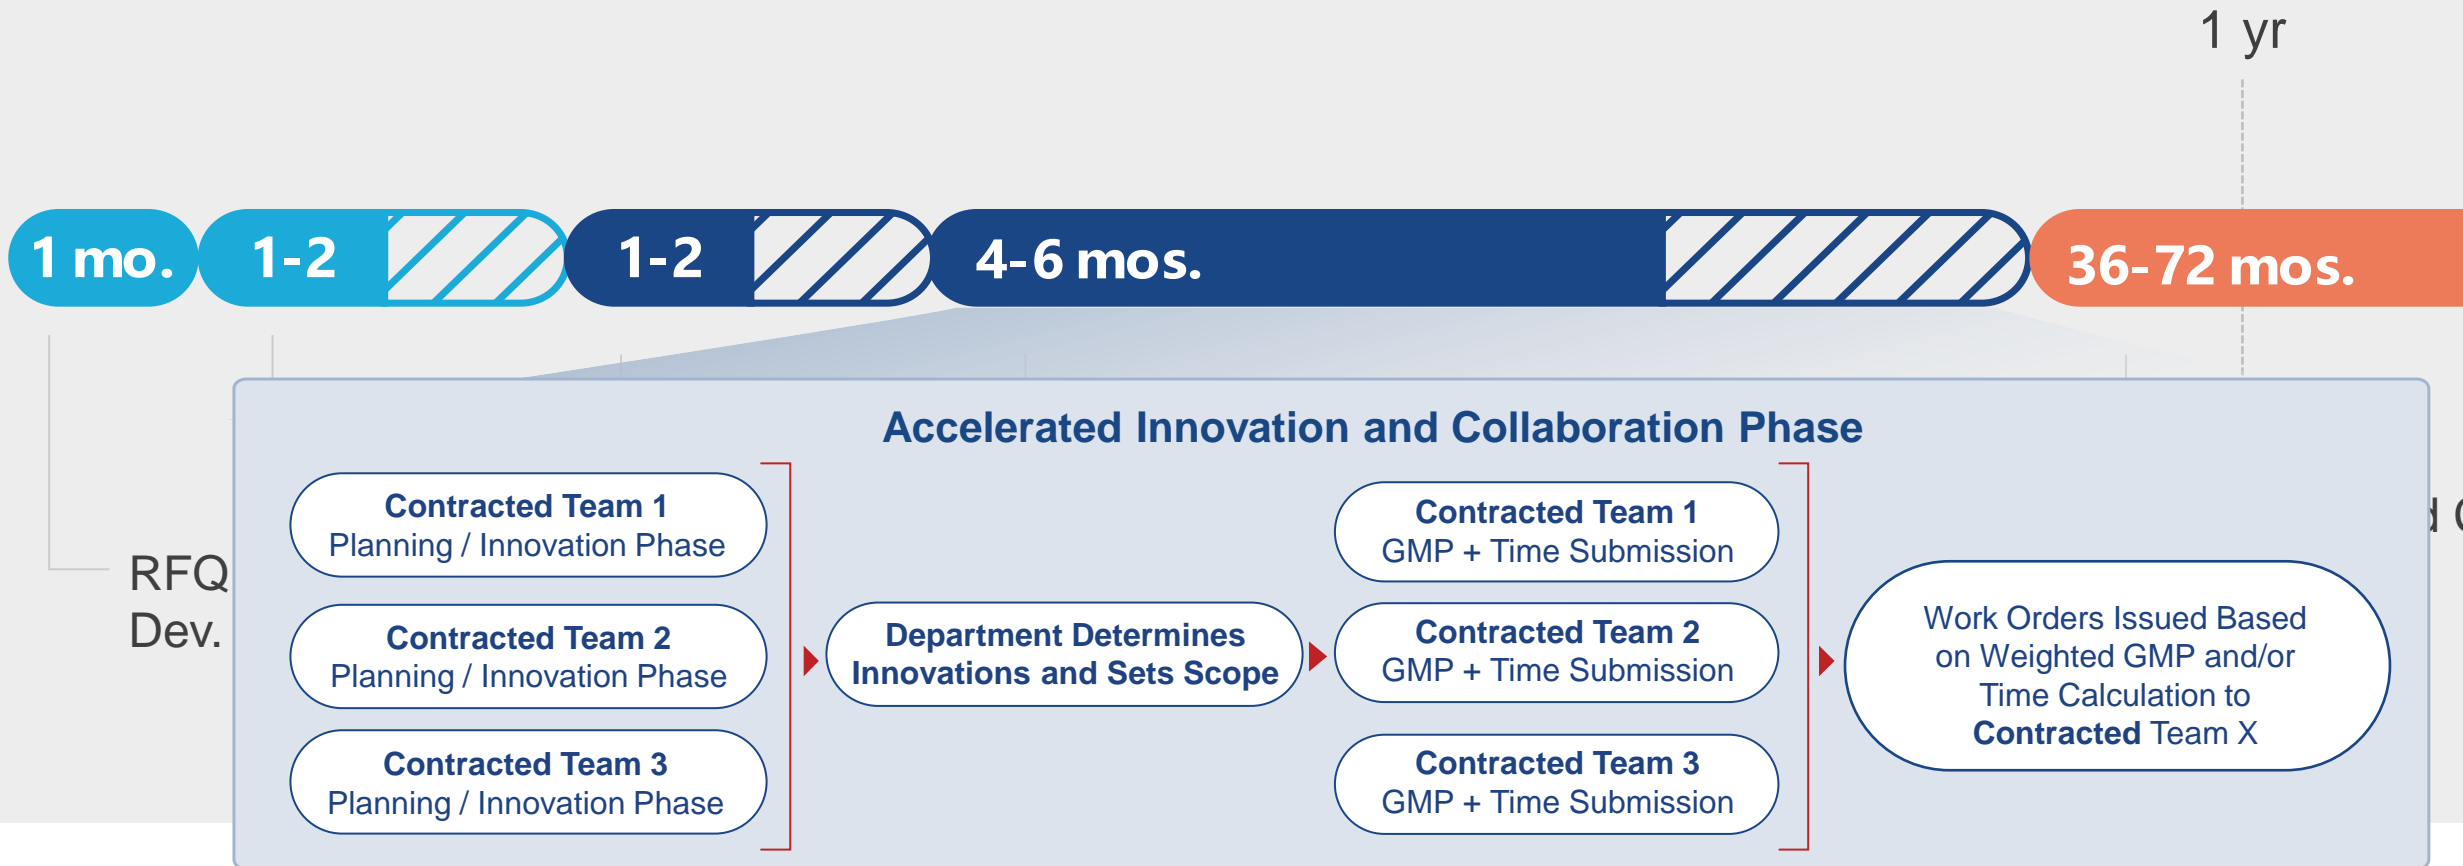 1 yr
1 mo.
1-2
1-2
4-6 mos.
36-72 mos.
RFQ
Dev.
Accelerated Innovation and Collaboration Phase
Contracted Team 1
Planning / Innovation Phase
Contracted Team 2
Planning / Innovation Phase
Contracted Team 3
Planning / Innovation Phase
Department Determines
Innovations and Sets Scope
Contracted Team 1
GMP + Time Submission
Contracted Team 2
GMP + Time Submission
Contracted Team 3
GMP + Time Submission
Work Orders Issued Based
on Weighted GMP and/or
Time Calculation to
Contracted Team X